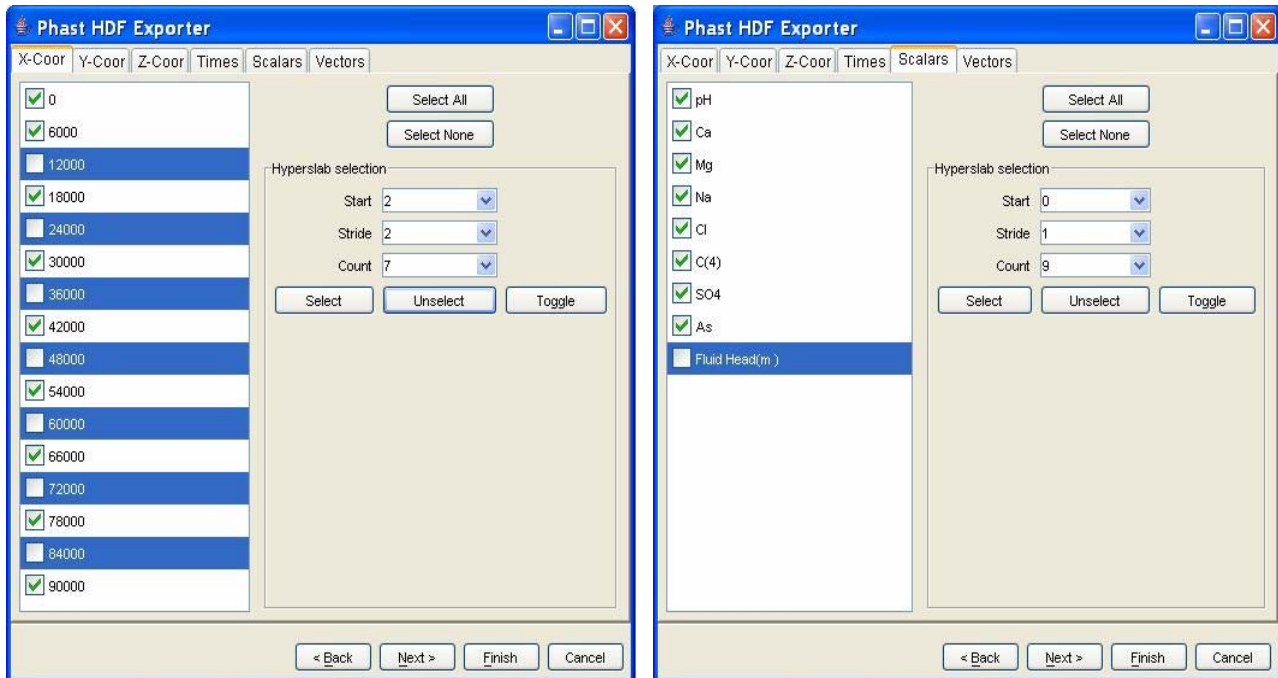 Phast HDF Exporter
X-Coor Y-Coor Z-Coor Times Scalars Vectors
0
6000
12000
18000
24000
30000
36000
42000
48000
54000
60000
66000
72000
78000
84000
90000
Select All
Select None
Hyperslab selection
Start 2
Stride 2
Count 7
Select Unselect Toggle
< Back Next > Finish Cancel
Phast HDF Exporter
X-Coor Y-Coor Z-Coor Times Scalars Vectors
pH
Ca
Mg
Na
Cl
C(4)
SO4
As
Fluid Head(m )
Select All
Select None
Hyperslab selection
Start 0
Stride 1
Count 9
Select Unselect Toggle
< Back Next > Finish Cancel